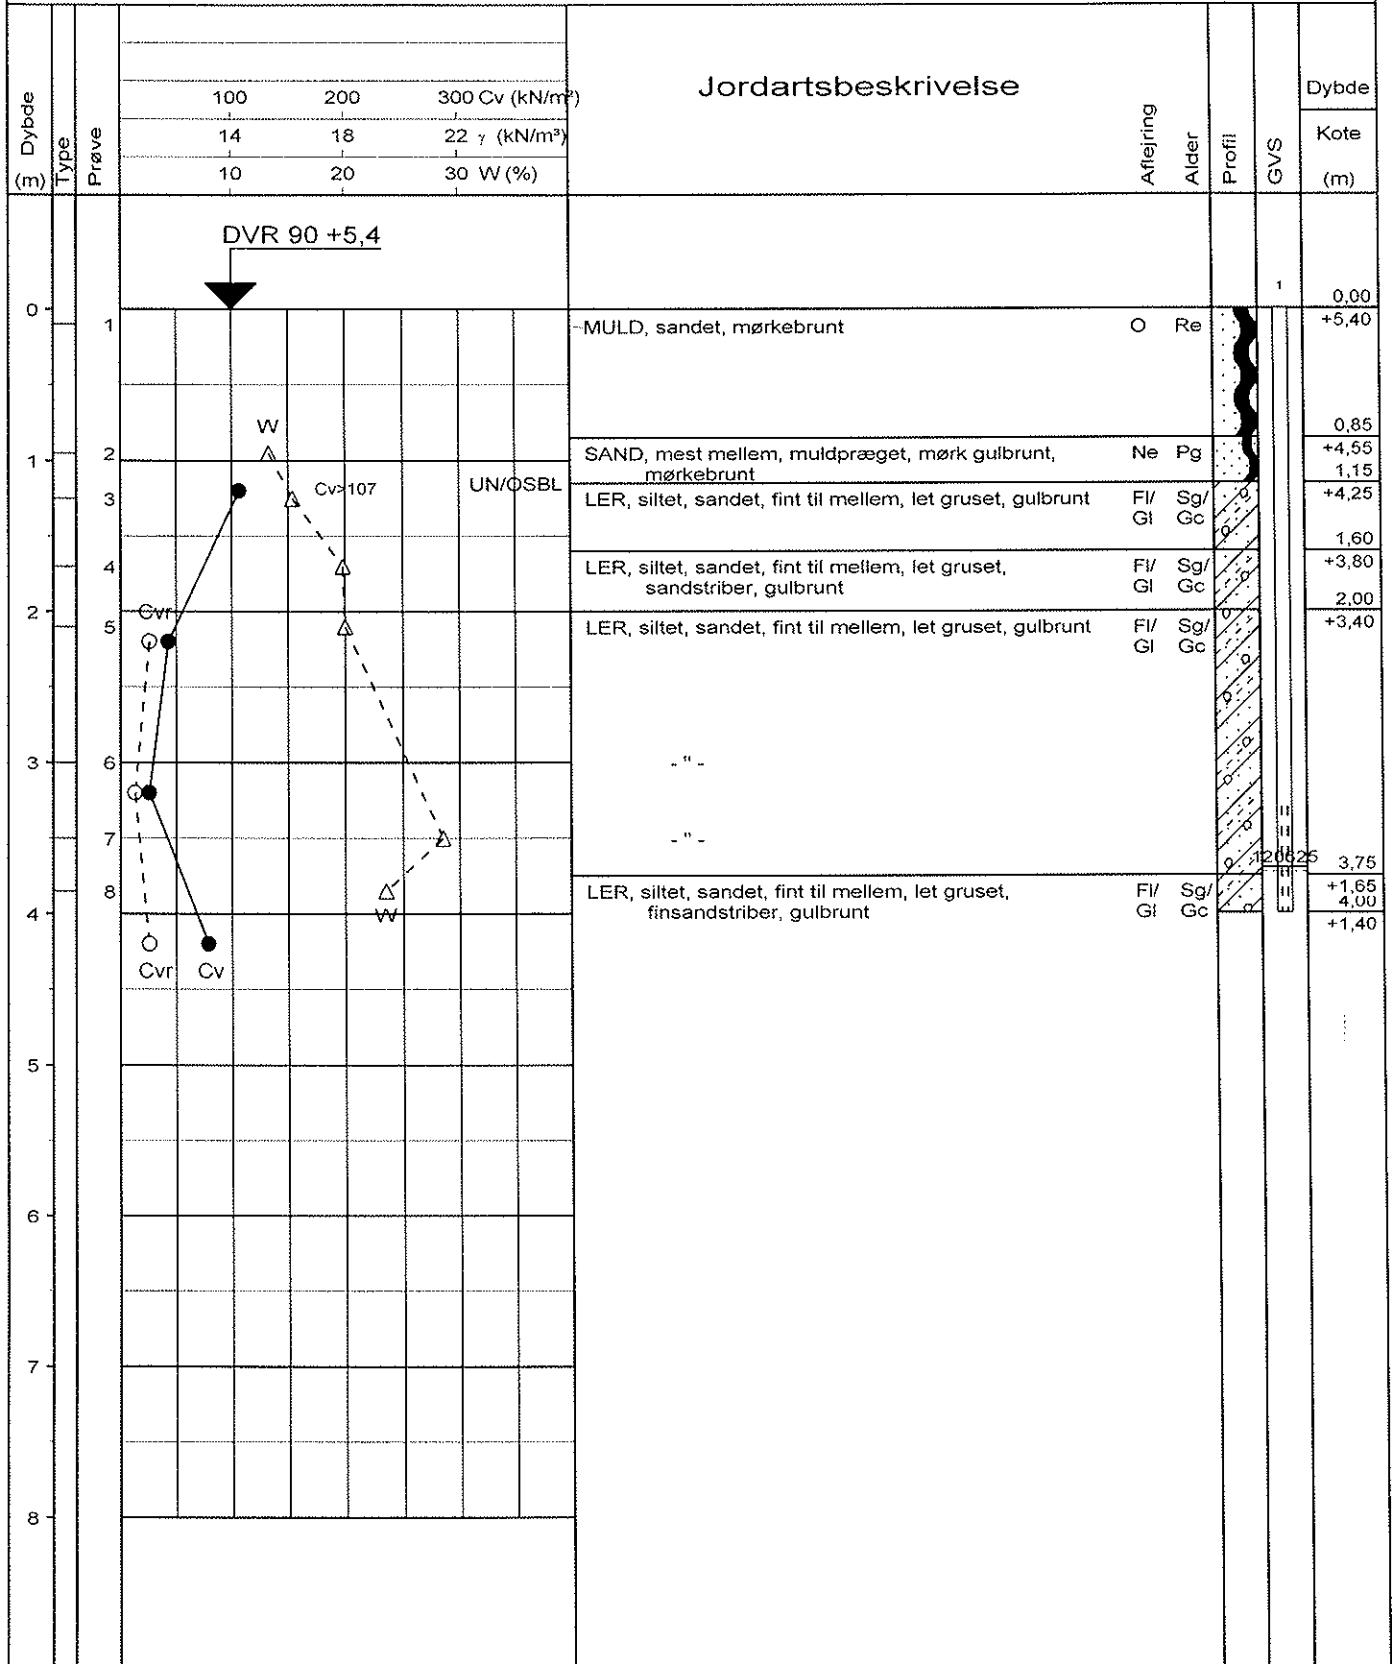 Dybde
(m)
Type
Prøve
100 200 300 Cv (kN/m²)
14 18 22 γ (kN/m³)
10 20 30 W (%)
Jordartsbeskrivelse
Aflejring
Alder
Profil
GVS
Dybde
Kote
(m)
DVR 90 +5,4
1
0,00
0
1
MULD, sandet, mørkebrunt O Re
+5,40
0,85
W
1
2
SAND, mest mellem, muldpræget, mørk gulbrunt, Ne Pg
mørkebrunt
+4,55
1,15
3
Cv>107
UN/OSBL
LER, siltet, sandet, fint til mellem, let gruset, gulbrunt Fl/ Sg/
Gl Gc
+4,25
1,60
4
LER, siltet, sandet, fint til mellem, let gruset, Fl/ Sg/
sandstriber, gulbrunt Gl Gc
+3,80
2,00
2
Cvr
5
LER, siltet, sandet, fint til mellem, let gruset, gulbrunt Fl/ Sg/
Gl Gc
+3,40
3
6
- " -
7
- " -
120625
3,75
8
LER, siltet, sandet, fint til mellem, let gruset, Fl/ Sg/
finsandstriber, gulbrunt Gl Gc
+1,65
4,00
W
4
+1,40
Cvr Cv
5
6
7
8